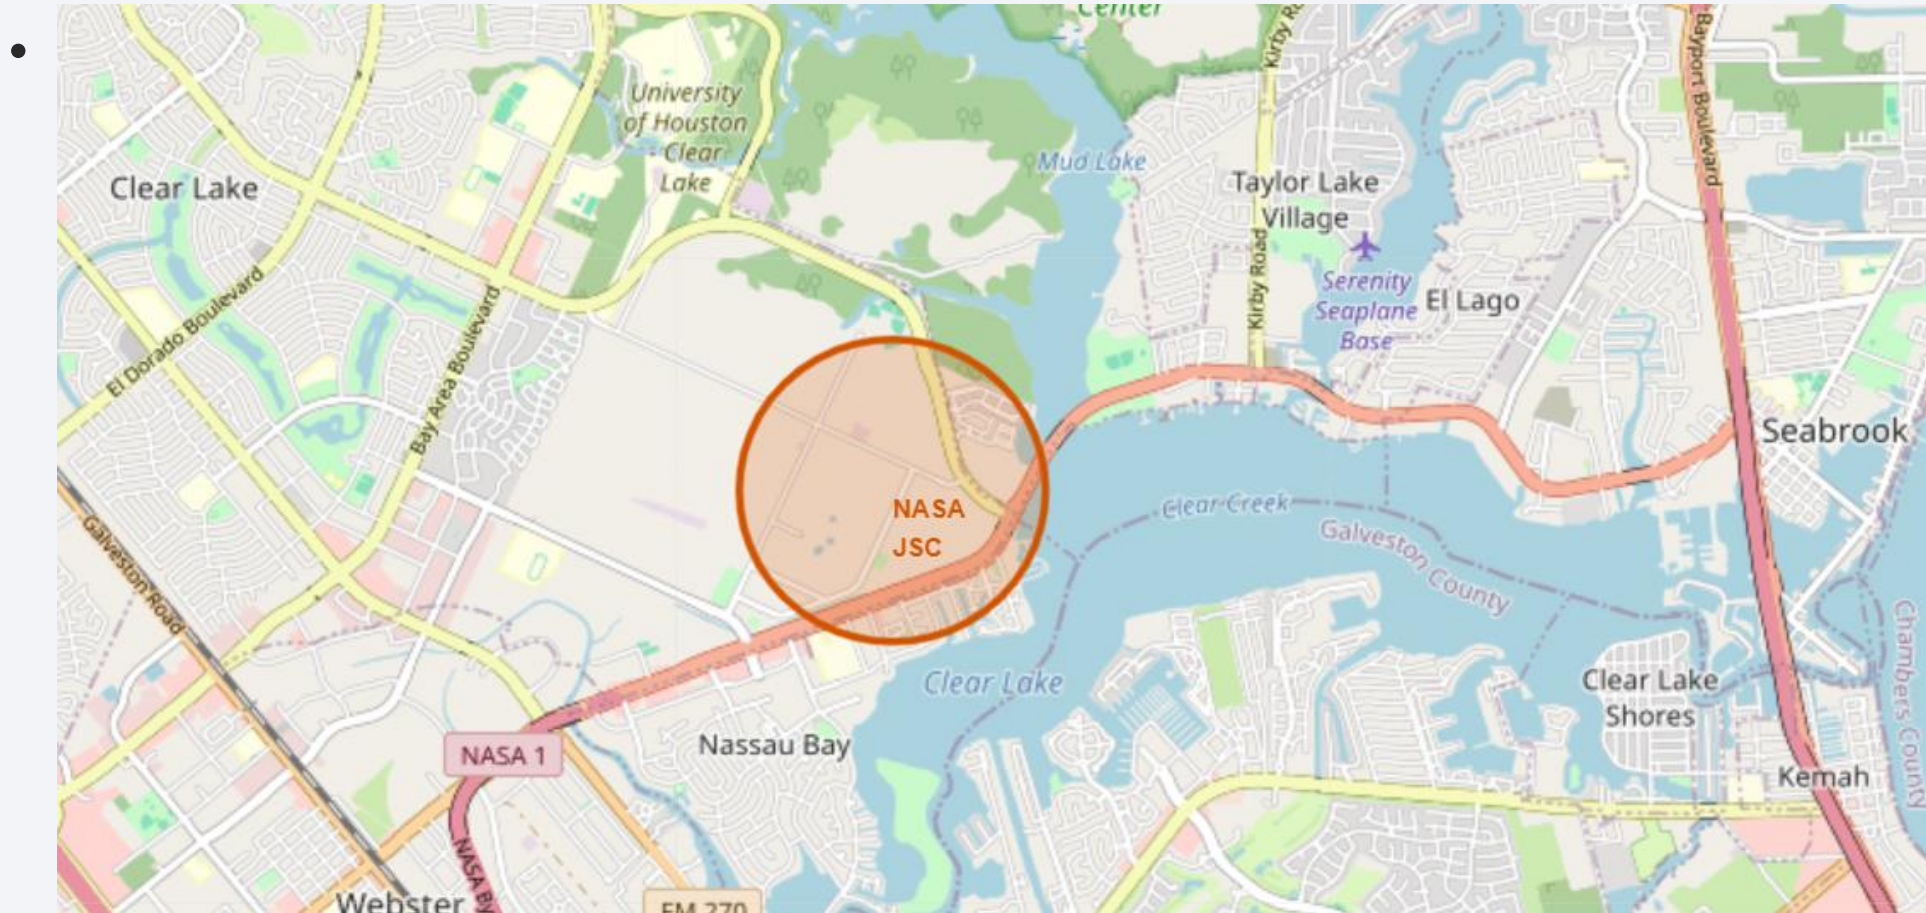 Center
Kirby Ro
Bayport Boulevard
University
of Houston
Clear
Lake
Mud Lake
Clear Lake
Taylor Lake
Village
Kirby Road
Serenity
Seaplane
Base
El Lago
El Dorado Boulevard
Bay Area Boulevard
Seabrook
NASA
JSC
Clear Creek
Galveston County
Galveston Road
Chambers County
Clear Lake
Clear Lake
Shores
Nassau Bay
NASA 1
Kemah
NASA By
Webster
FM 270